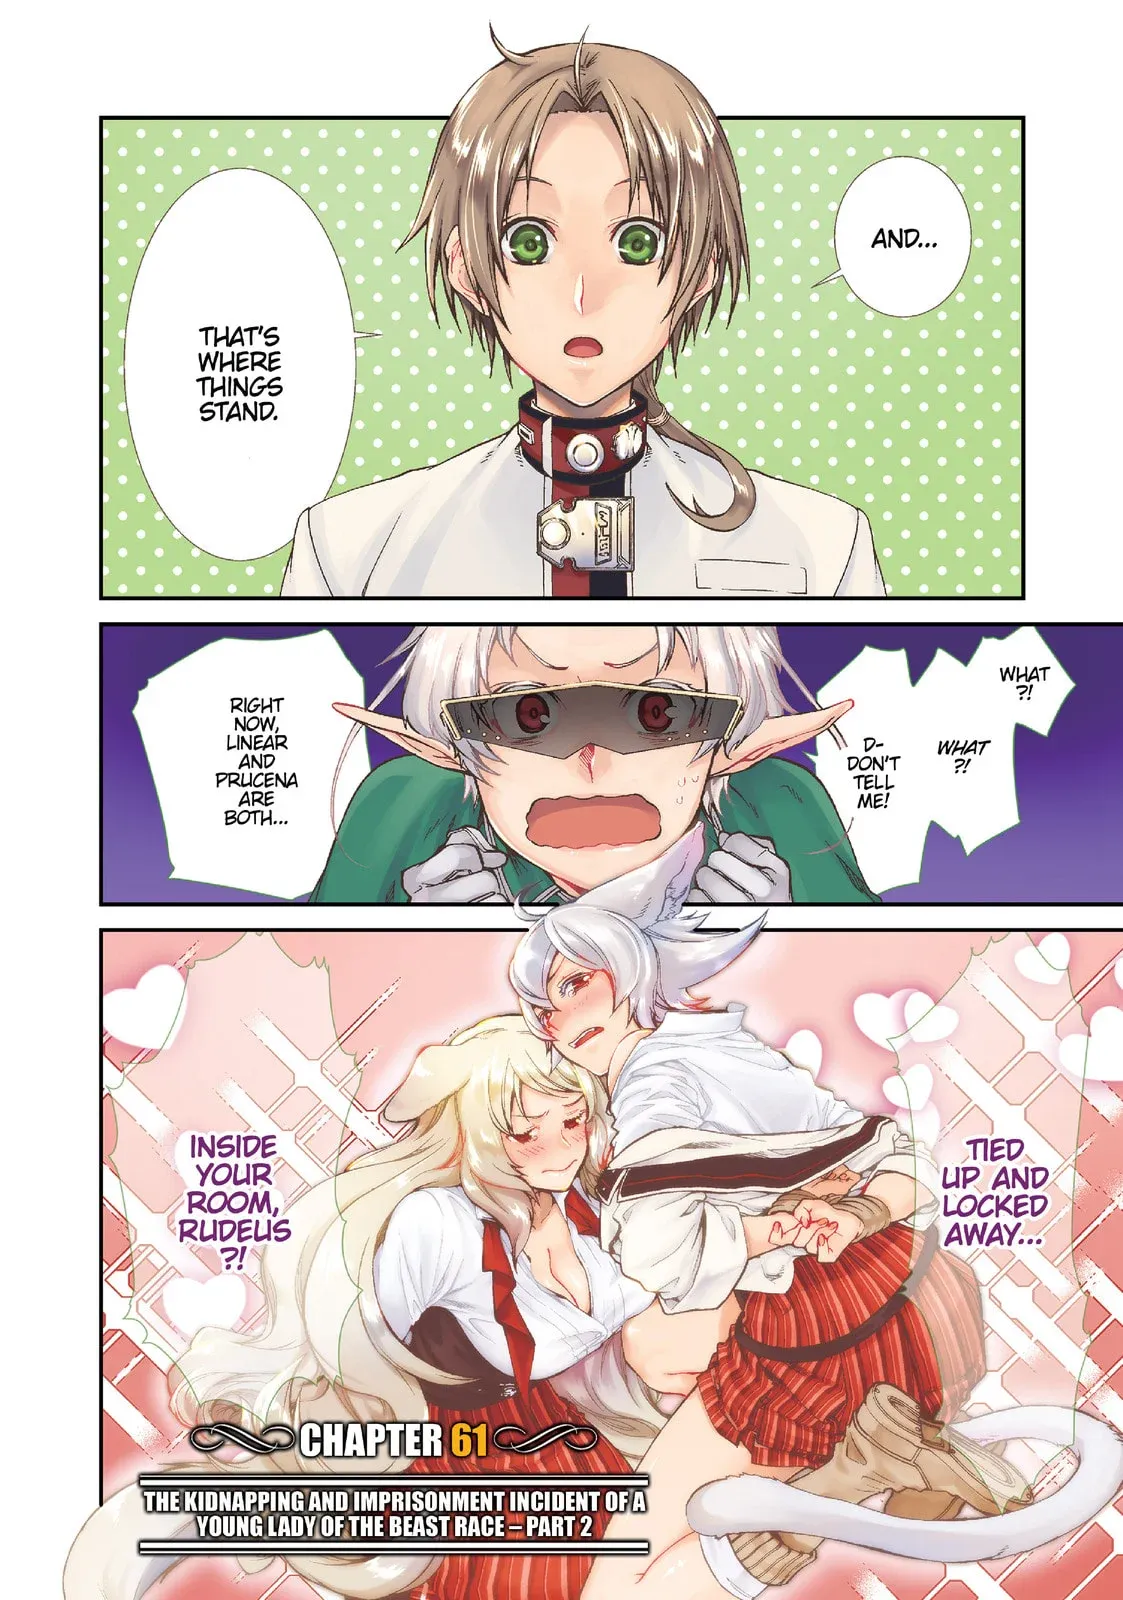 AND...
THAT'S
WHERE
THINGS
STAND.
WHAT
?!
WHAT
?!
D-
DON'T
TELL
ME!
RIGHT
NOW,
LINEAR
AND
PRUCENA
ARE
BOTH...
TIED
UP AND
LOCKED
AWAY...
INSIDE
YOUR
ROOM,
RUDEUS
?!
CHAPTER 61
THE KIDNAPPING AND IMPRISONMENT INCIDENT OF A
YOUNG LADY OF THE BEAST RACE – PART 2